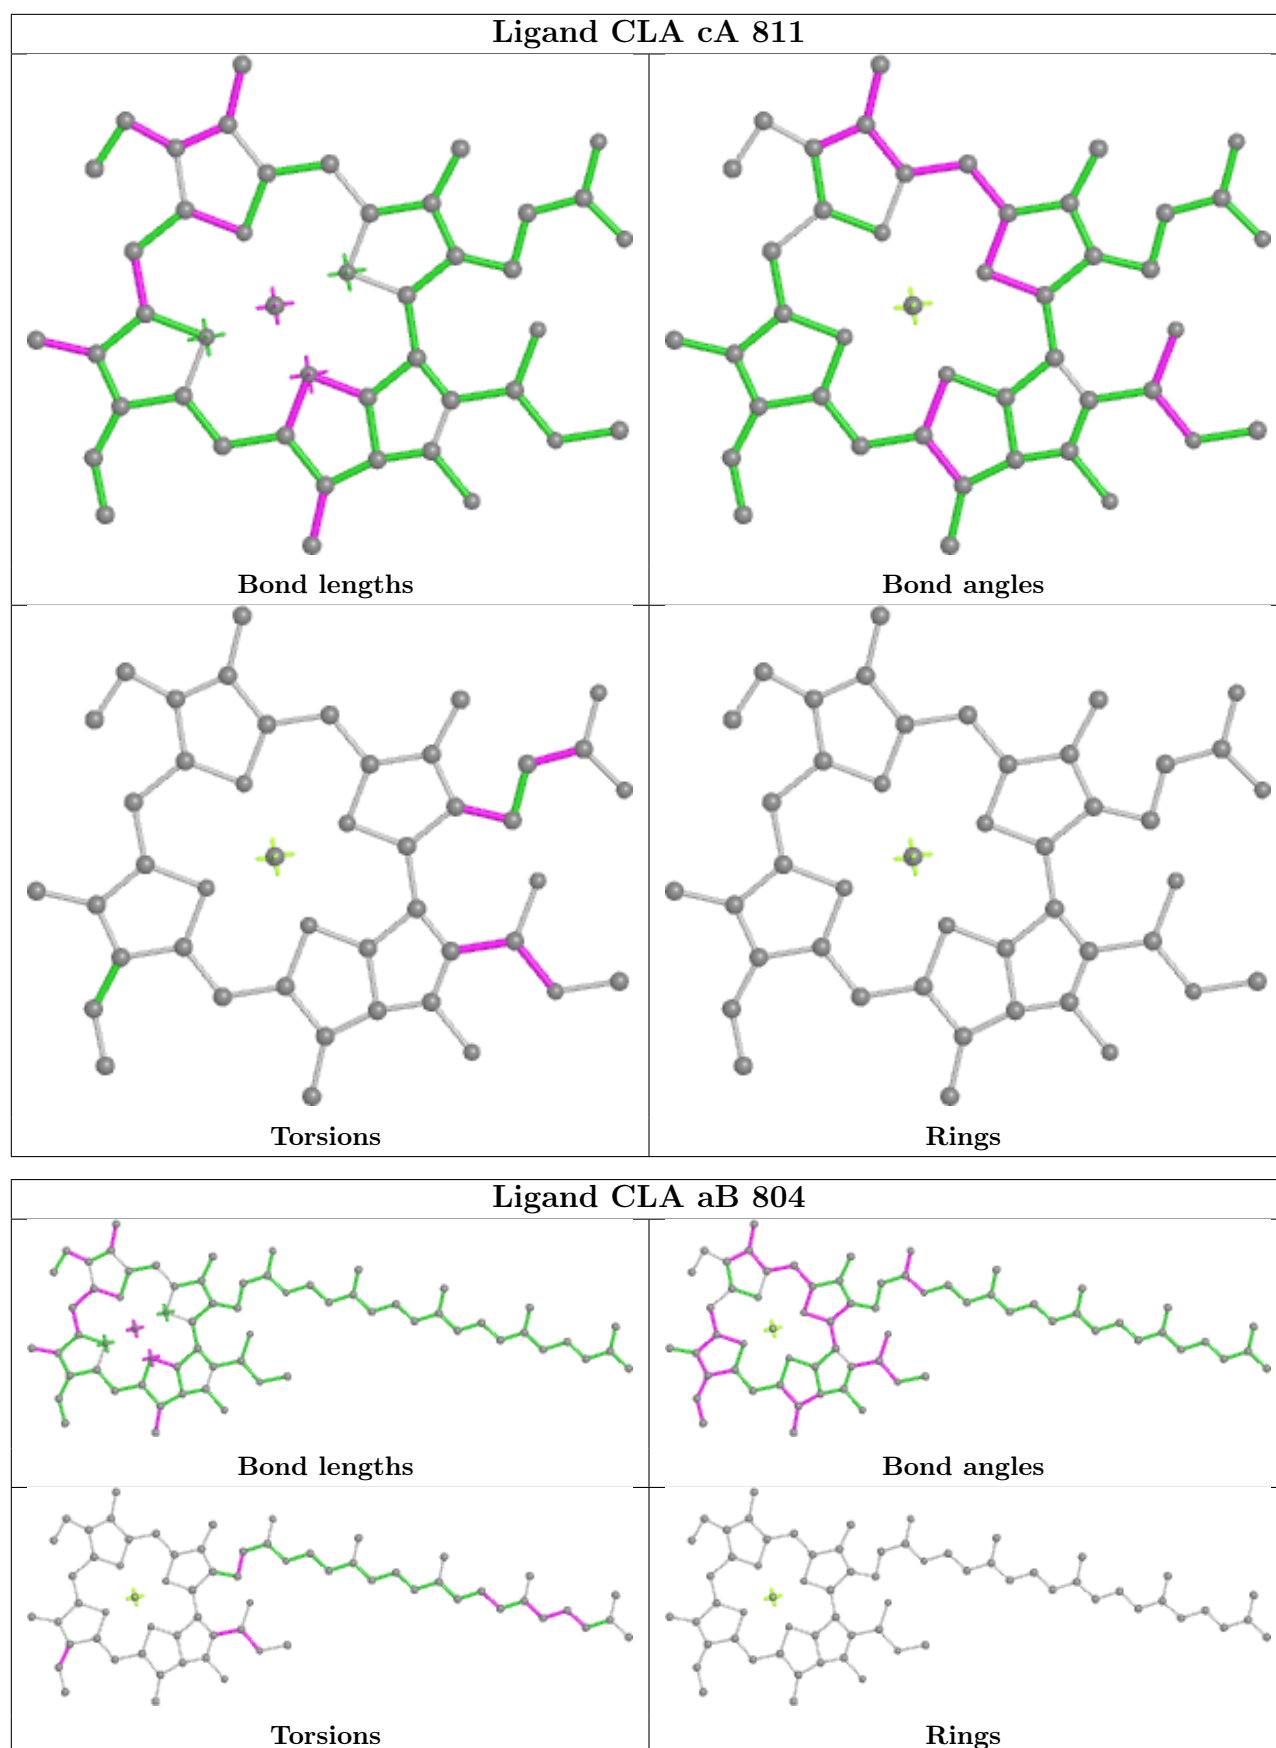 Ligand CLA cA 811
Bond lengths
Bond angles
Torsions
Rings
Ligand CLA aB 804
Bond lengths
Bond angles
Torsions
Rings